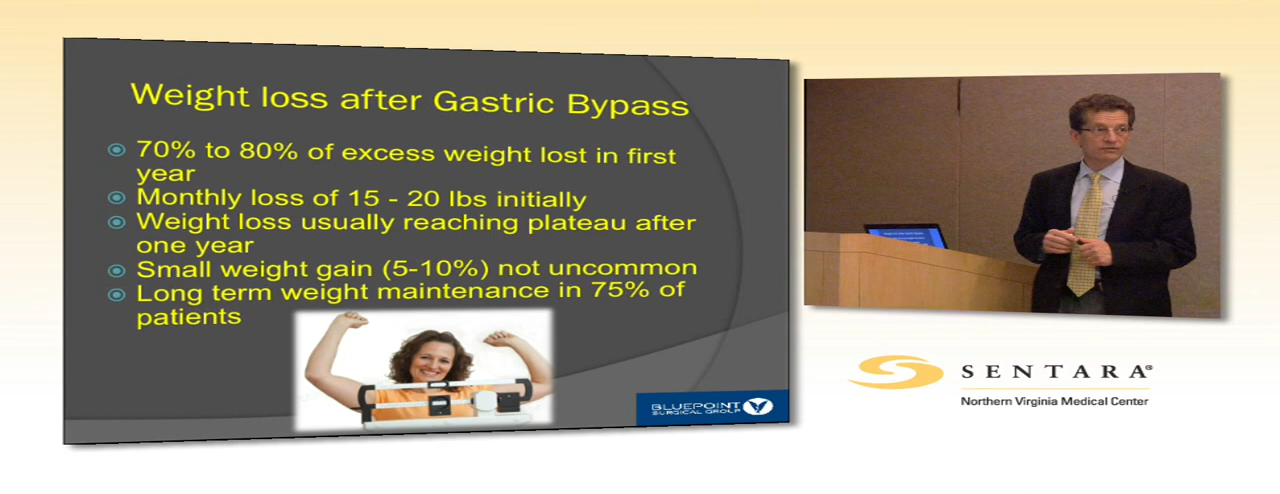 Weight loss after Gastric Bypass
70% to 80% of excess weight lost in first
year
Monthly loss of 15 - 20 lbs initially
Weight loss usually reaching plateau after
one year
Small weight gain (5-10%) not uncommon
Long term weight maintenance in 75% of
patients
BLUEPOINT
SURGICAL GROUP
SENTARA®
Northern Virginia Medical Center